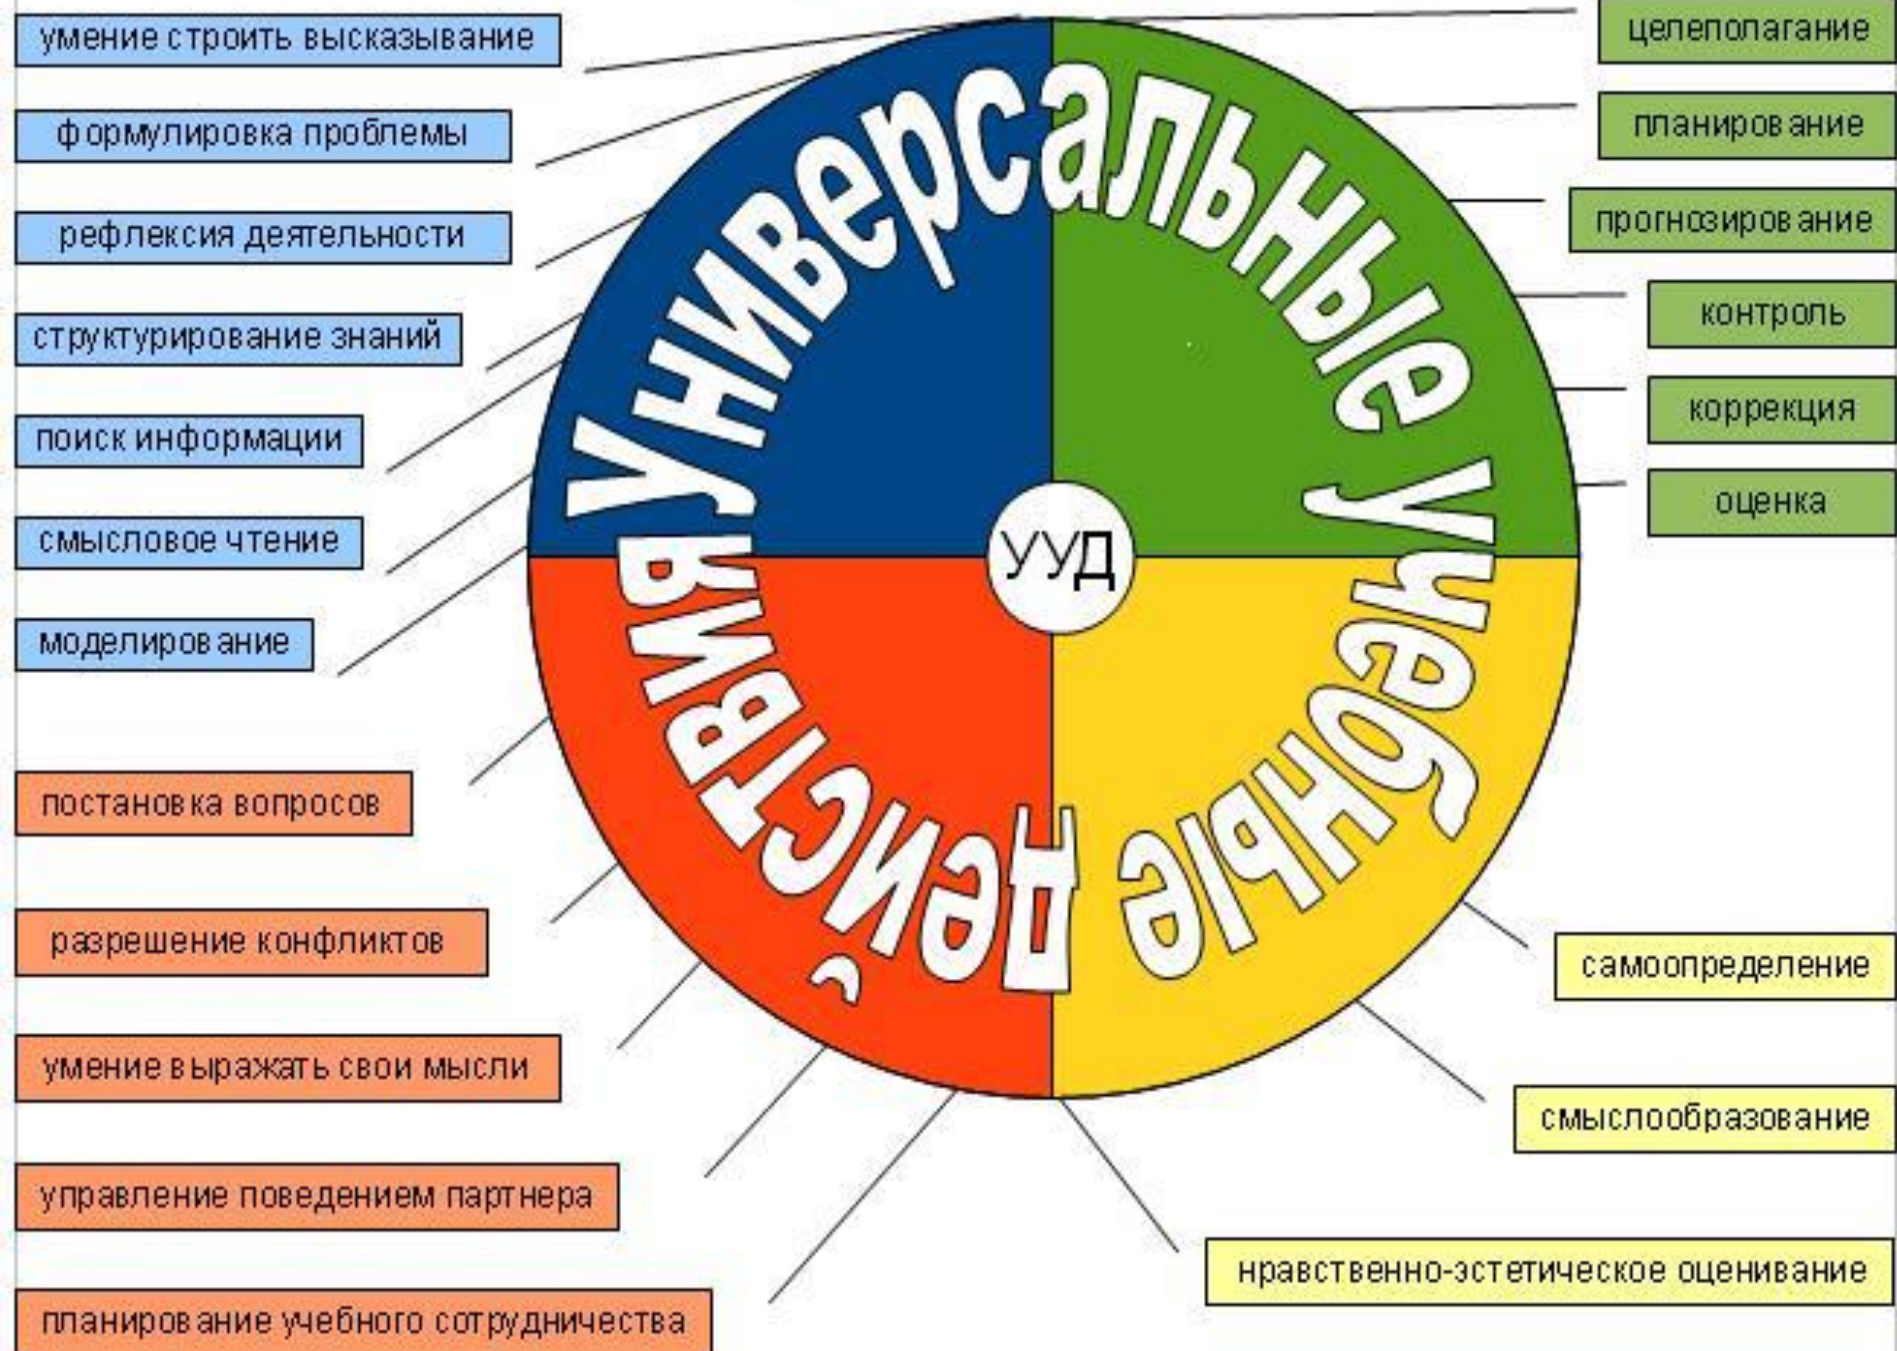 умение строить высказывание
формулировка проблемы
рефлексия деятельности
структурирование знаний
поиск информации
смысловое чтение
моделирование
постановка вопросов
разрешение конфликтов
умение выражать свои мысли
управление поведением партнера
планирование учебного сотрудничества
Универсальные учебные действия
УУД
целеполагание
планирование
прогнозирование
контроль
коррекция
оценка
самоопределение
смыслообразование
нравственно-эстетическое оценивание